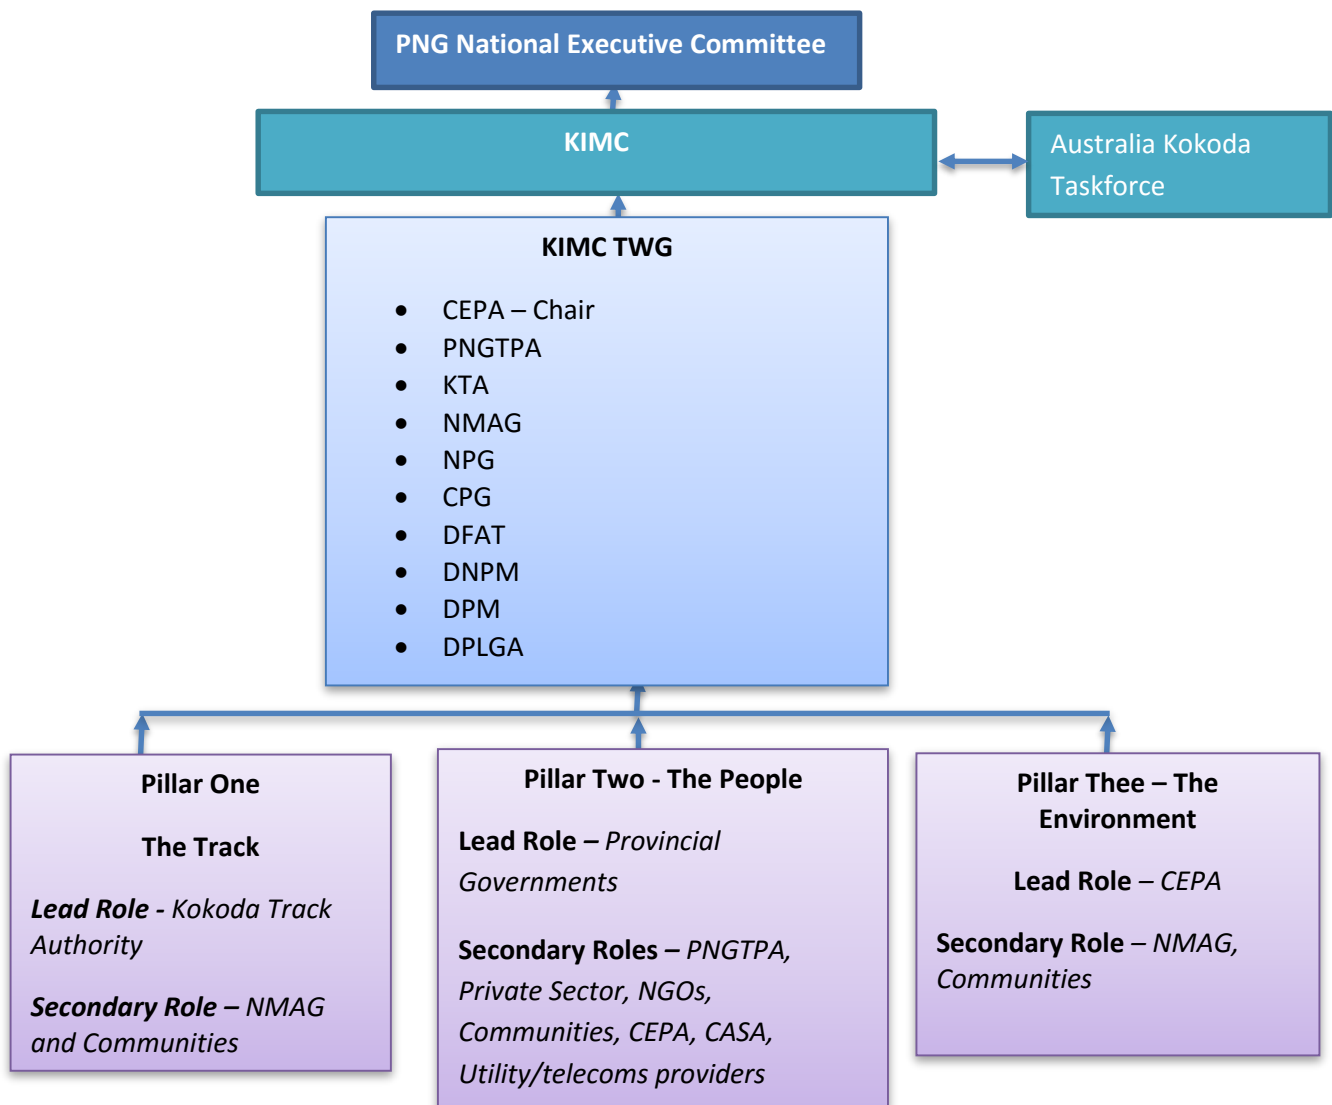 PNG National Executive Committee
KIMC
Australia Kokoda
Taskforce
KIMC TWG
• CEPA – Chair
• PNGTPA
• KTA
• NMAG
• NPG
• CPG
• DFAT
• DNPM
• DPM
• DPLGA
Pillar One
The Track
Lead Role - Kokoda Track
Authority
Secondary Role – NMAG
and Communities
Pillar Two - The People
Lead Role – Provincial
Governments
Secondary Roles – PNGTPA,
Private Sector, NGOs,
Communities, CEPA, CASA,
Utility/telecoms providers
Pillar Thee – The
Environment
Lead Role – CEPA
Secondary Role – NMAG,
Communities